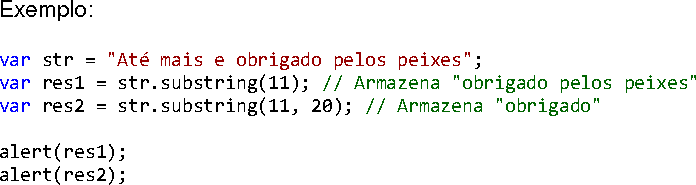 Exemplo:
var str = "Até mais e obrigado pelos peixes";
var res1 = str.substring(11); // Armazena "obrigado pelos peixes"
var res2 = str.substring(11, 20); // Armazena "obrigado"
alert(res1);
alert(res2);